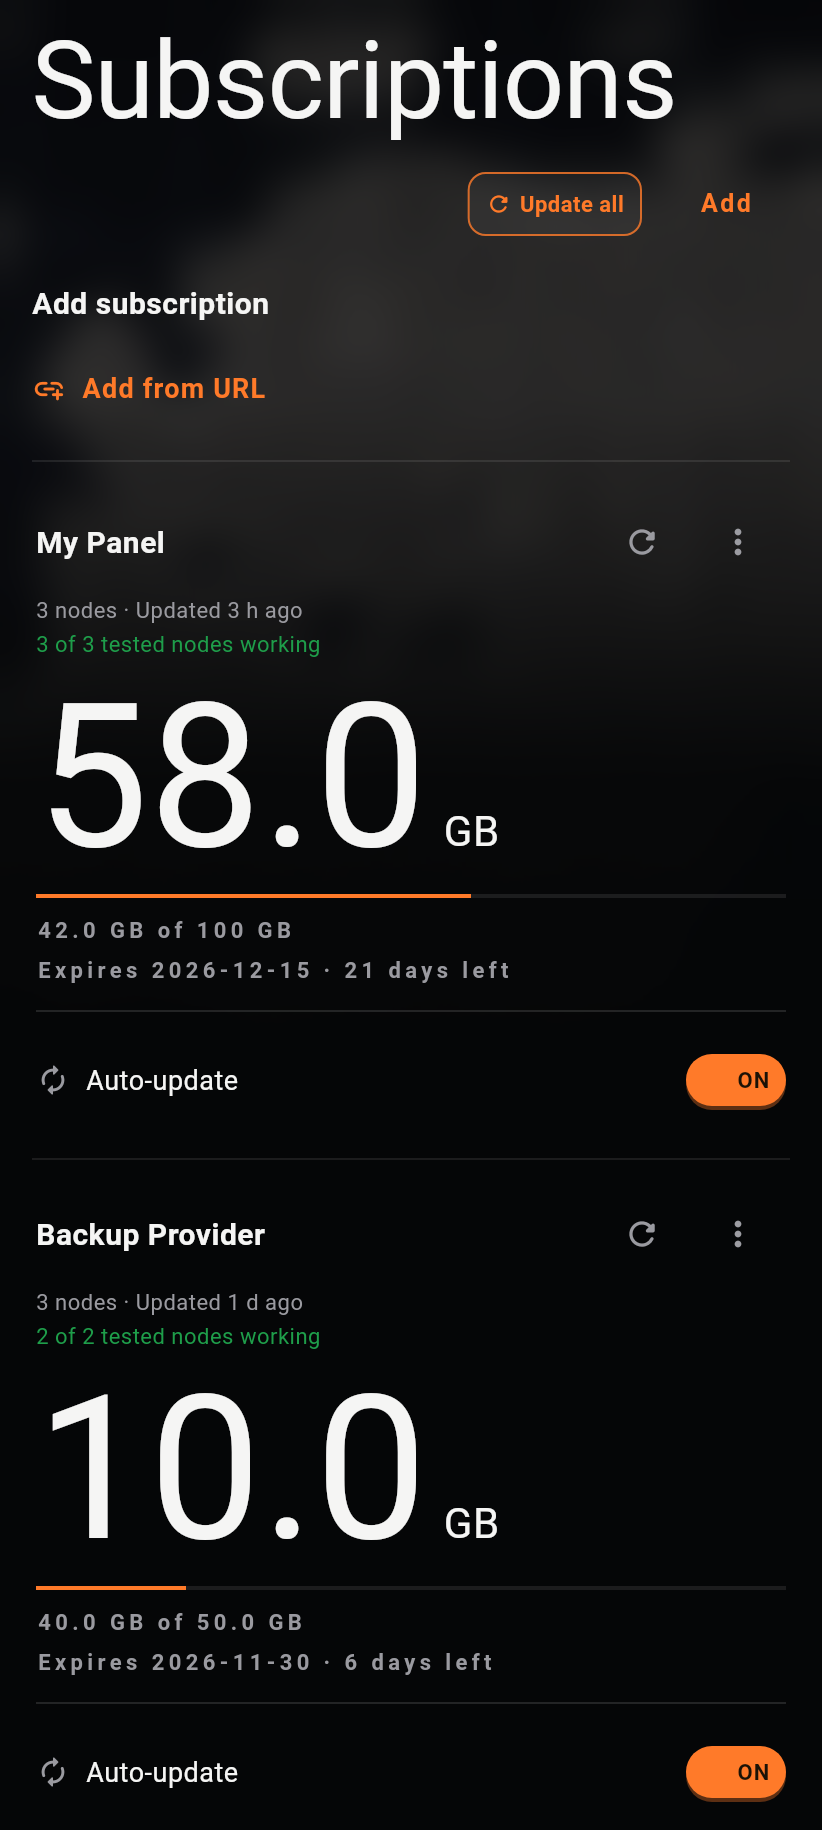 Subscriptions
Update all
Add
Add subscription
Add from URL
My Panel
3 nodes · Updated 3 h ago
3 of 3 tested nodes working
58.0 GB
42.0 GB of 100 GB
Expires 2026-12-15 · 21 days left
Auto-update
ON
Backup Provider
3 nodes · Updated 1 d ago
2 of 2 tested nodes working
10.0 GB
40.0 GB of 50.0 GB
Expires 2026-11-30 · 6 days left
Auto-update
ON